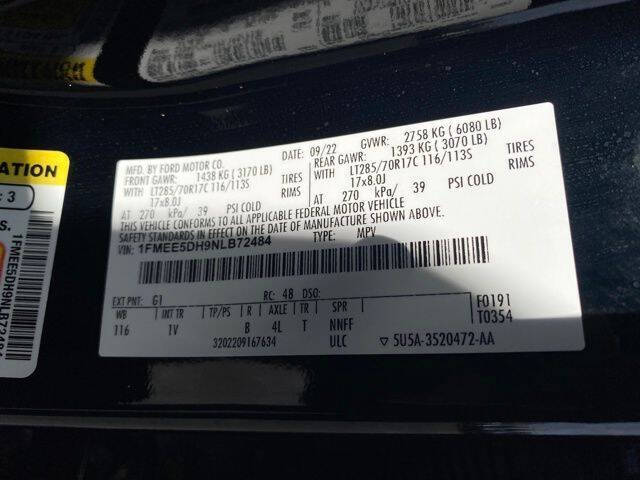 MFD. BY FORD MOTOR CO.
DATE: 09/22 GVWR: 2758 KG ( 6080 LB)
FRONT GAWR: 1438 KG ( 3170 LB) REAR GAWR: 1393 KG ( 3070 LB)
WITH LT285/70R17C 116/113S TIRES WITH LT285/70R17C 116/113S TIRES
17x8.0J RIMS 17x8.0J RIMS
AT 270 kPa/ 39 PSI COLD AT 270 kPa/ 39 PSI COLD
THIS VEHICLE CONFORMS TO ALL APPLICABLE FEDERAL MOTOR VEHICLE
SAFETY STANDARDS IN EFFECT ON THE DATE OF MANUFACTURE SHOWN ABOVE.
VIN: 1FMEE5DH9NLB72484 TYPE: MPV
EXT PNT: G1 RC: 48 DSO: F0191
WB INT TR TP/PS R AXLE TR SPR T0354
116 1V B 4L T NNFF
3202209167634 ULC ▽ 5U5A-3520472-AA
ATION
: 3
S.
1FMEE5DH9NLB72484